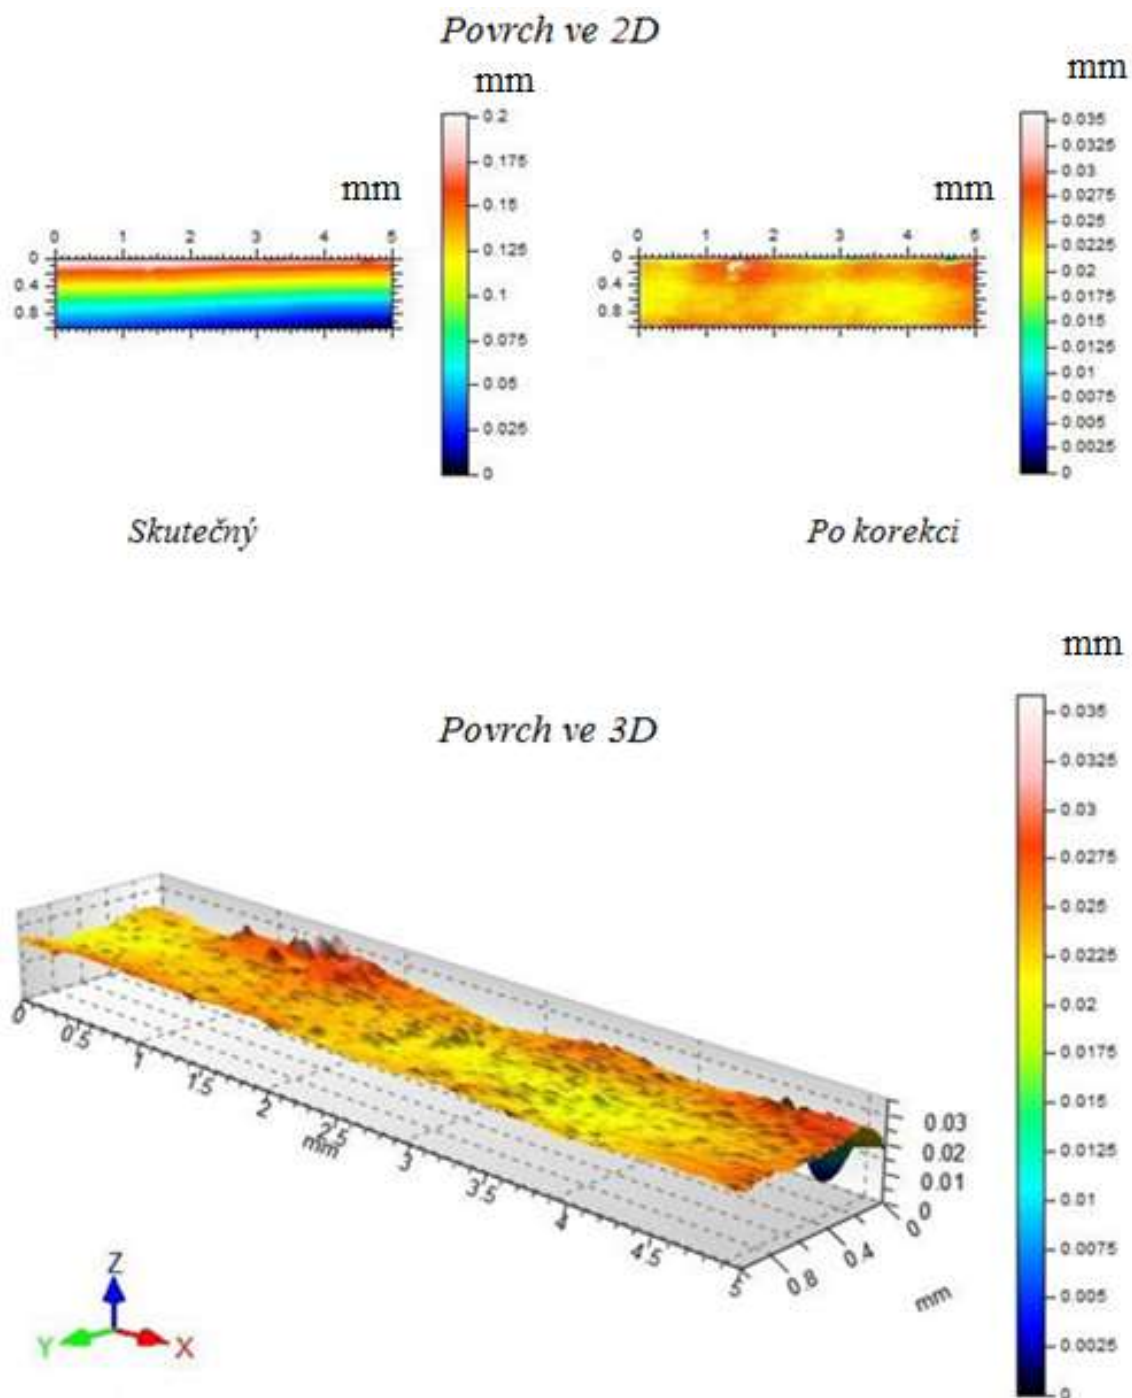 Povrch ve 2D
mm
mm
0.2
0.175
0.15
0.125
0.1
0.075
0.05
0.025
0
0.035
0.0325
0.03
0.0275
0.025
0.0225
0.02
0.0175
0.015
0.0125
0.01
0.0075
0.005
0.0025
0
mm
0 1 2 3 4 5
0
0.4
0.8
mm
0 1 2 3 4 5
0
0.4
0.8
Skutečný
Po korekci
mm
Povrch ve 3D
0.035
0.0325
0.03
0.0275
0.025
0.0225
0.02
0.0175
0.015
0.0125
0.01
0.0075
0.005
0.0025
0
0 0.5 1 1.5 2 2.5 3 3.5 4 4.5 5
mm
0.03
0.02
0.01
0
0.8 0.4 0
mm
Z
Y
X